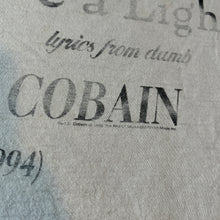 a Ligh
lyrics from dumb
COBAIN
994)